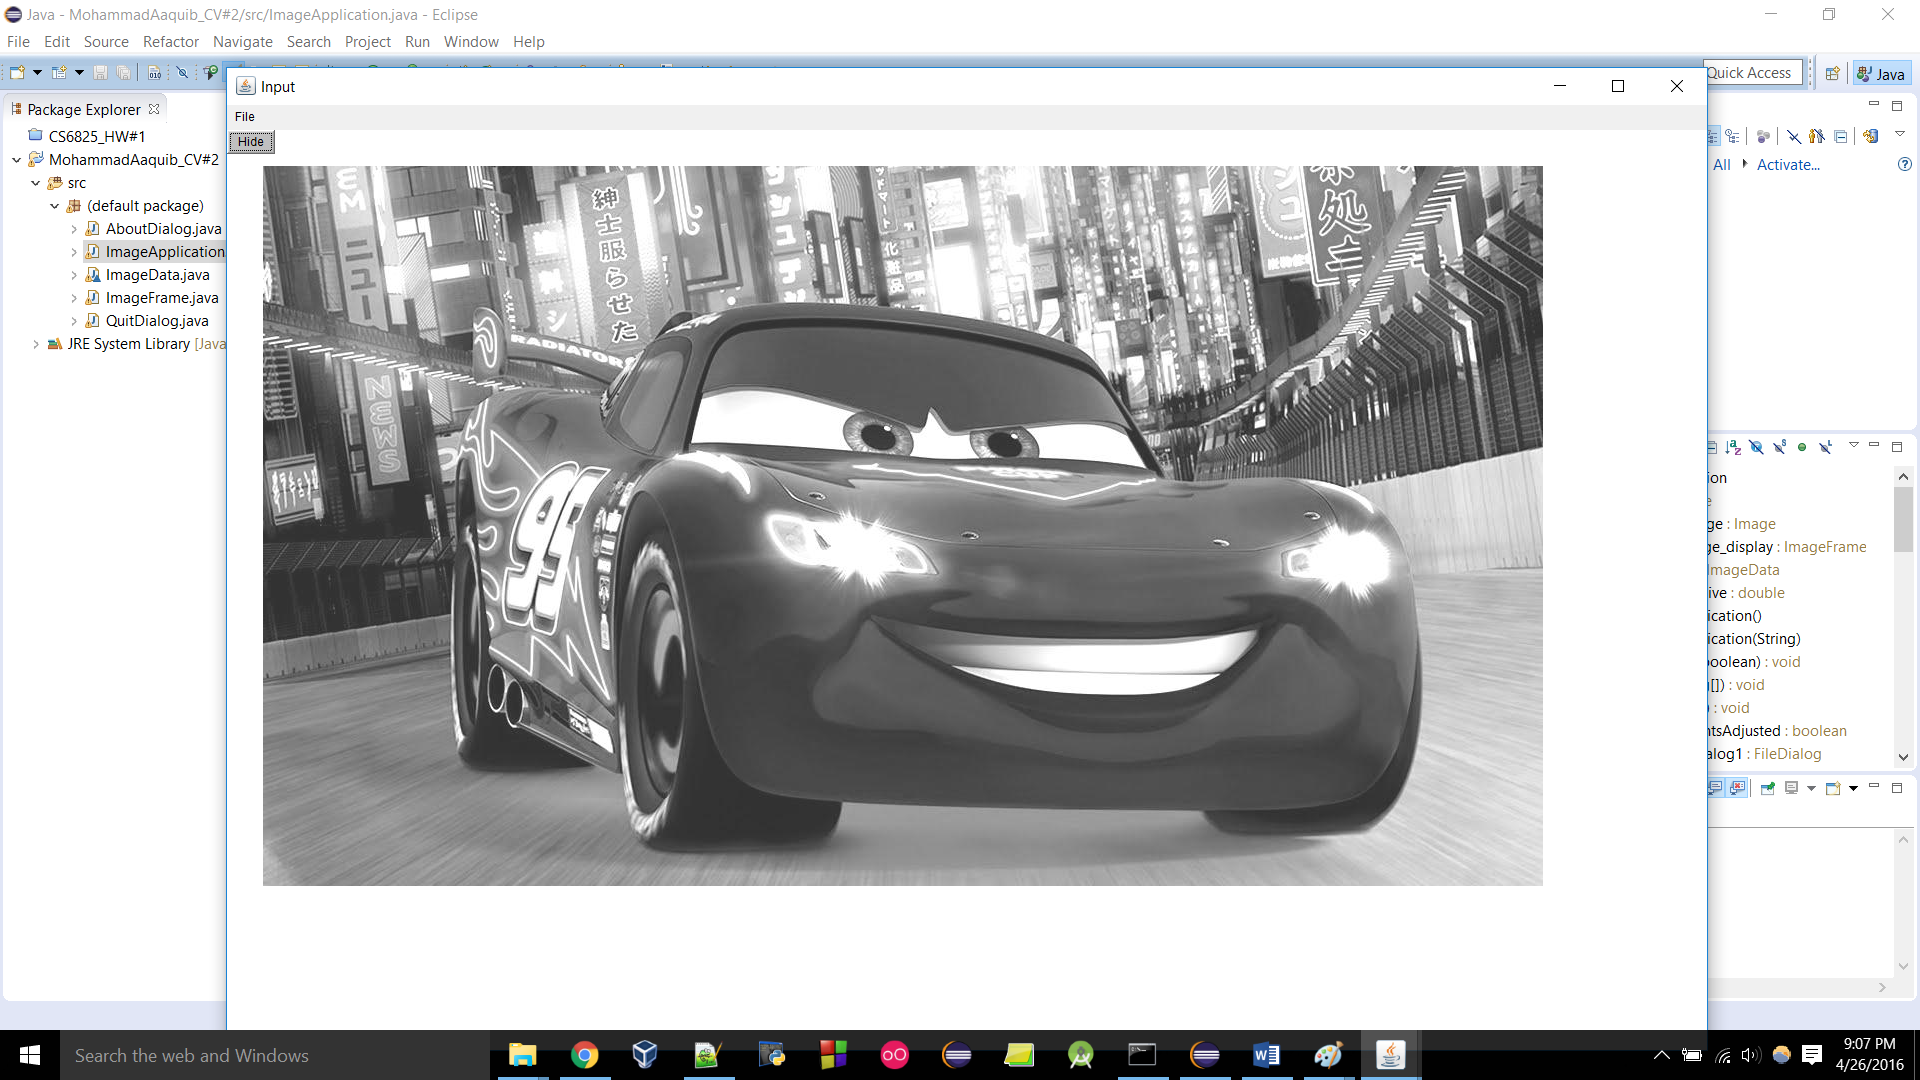 Java - MohammadAaquib_CV#2/src/ImageApplication.java - Eclipse
File Edit Source Refactor Navigate Search Project Run Window Help
Quick Access
Java
Input
Package Explorer
File
Hide
CS6825_HW#1
MohammadAaquib_CV#2
src
(default package)
AboutDialog.java
ImageApplication
ImageData.java
ImageFrame.java
QuitDialog.java
JRE System Library [Java
All Activate...
紳士服らせた
ニュー
NEWS
RADIATOR
95
ion
ge : Image
ge_display : ImageFrame
ImageData
ive : double
ication()
ication(String)
boolean) : void
[]) : void
) : void
ntsAdjusted : boolean
alog1 : FileDialog
Search the web and Windows
9:07 PM
4/26/2016